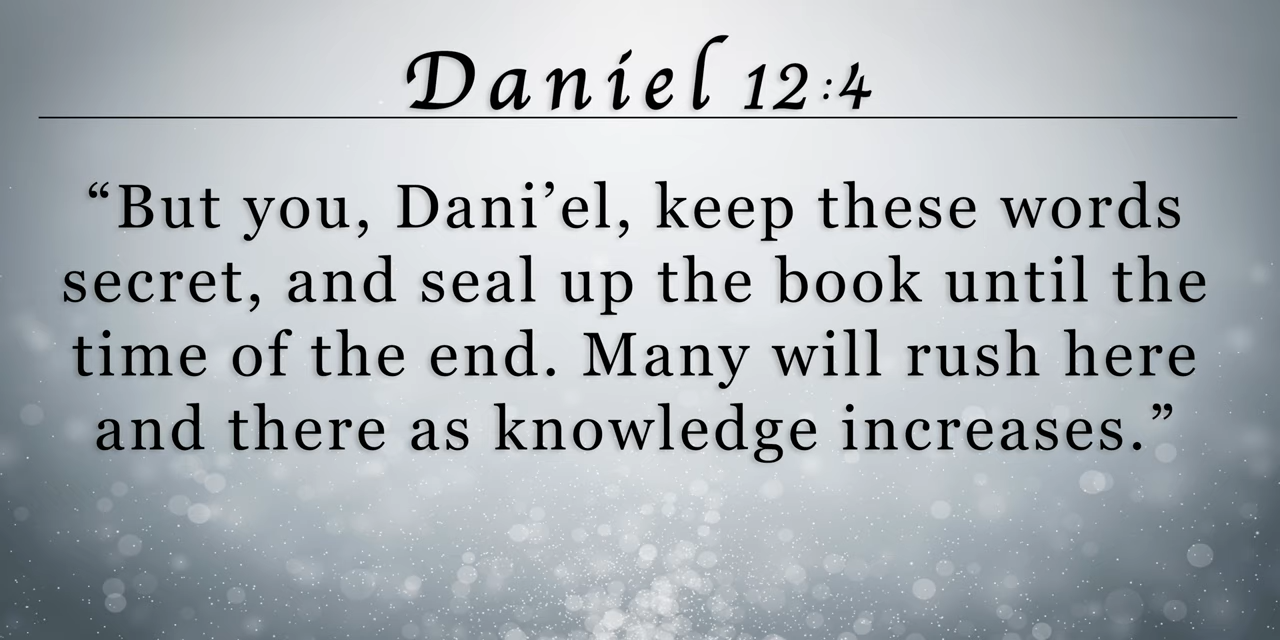 Daniel 12:4
“But you, Dani’el, keep these words
secret, and seal up the book until the
time of the end. Many will rush here
and there as knowledge increases.”